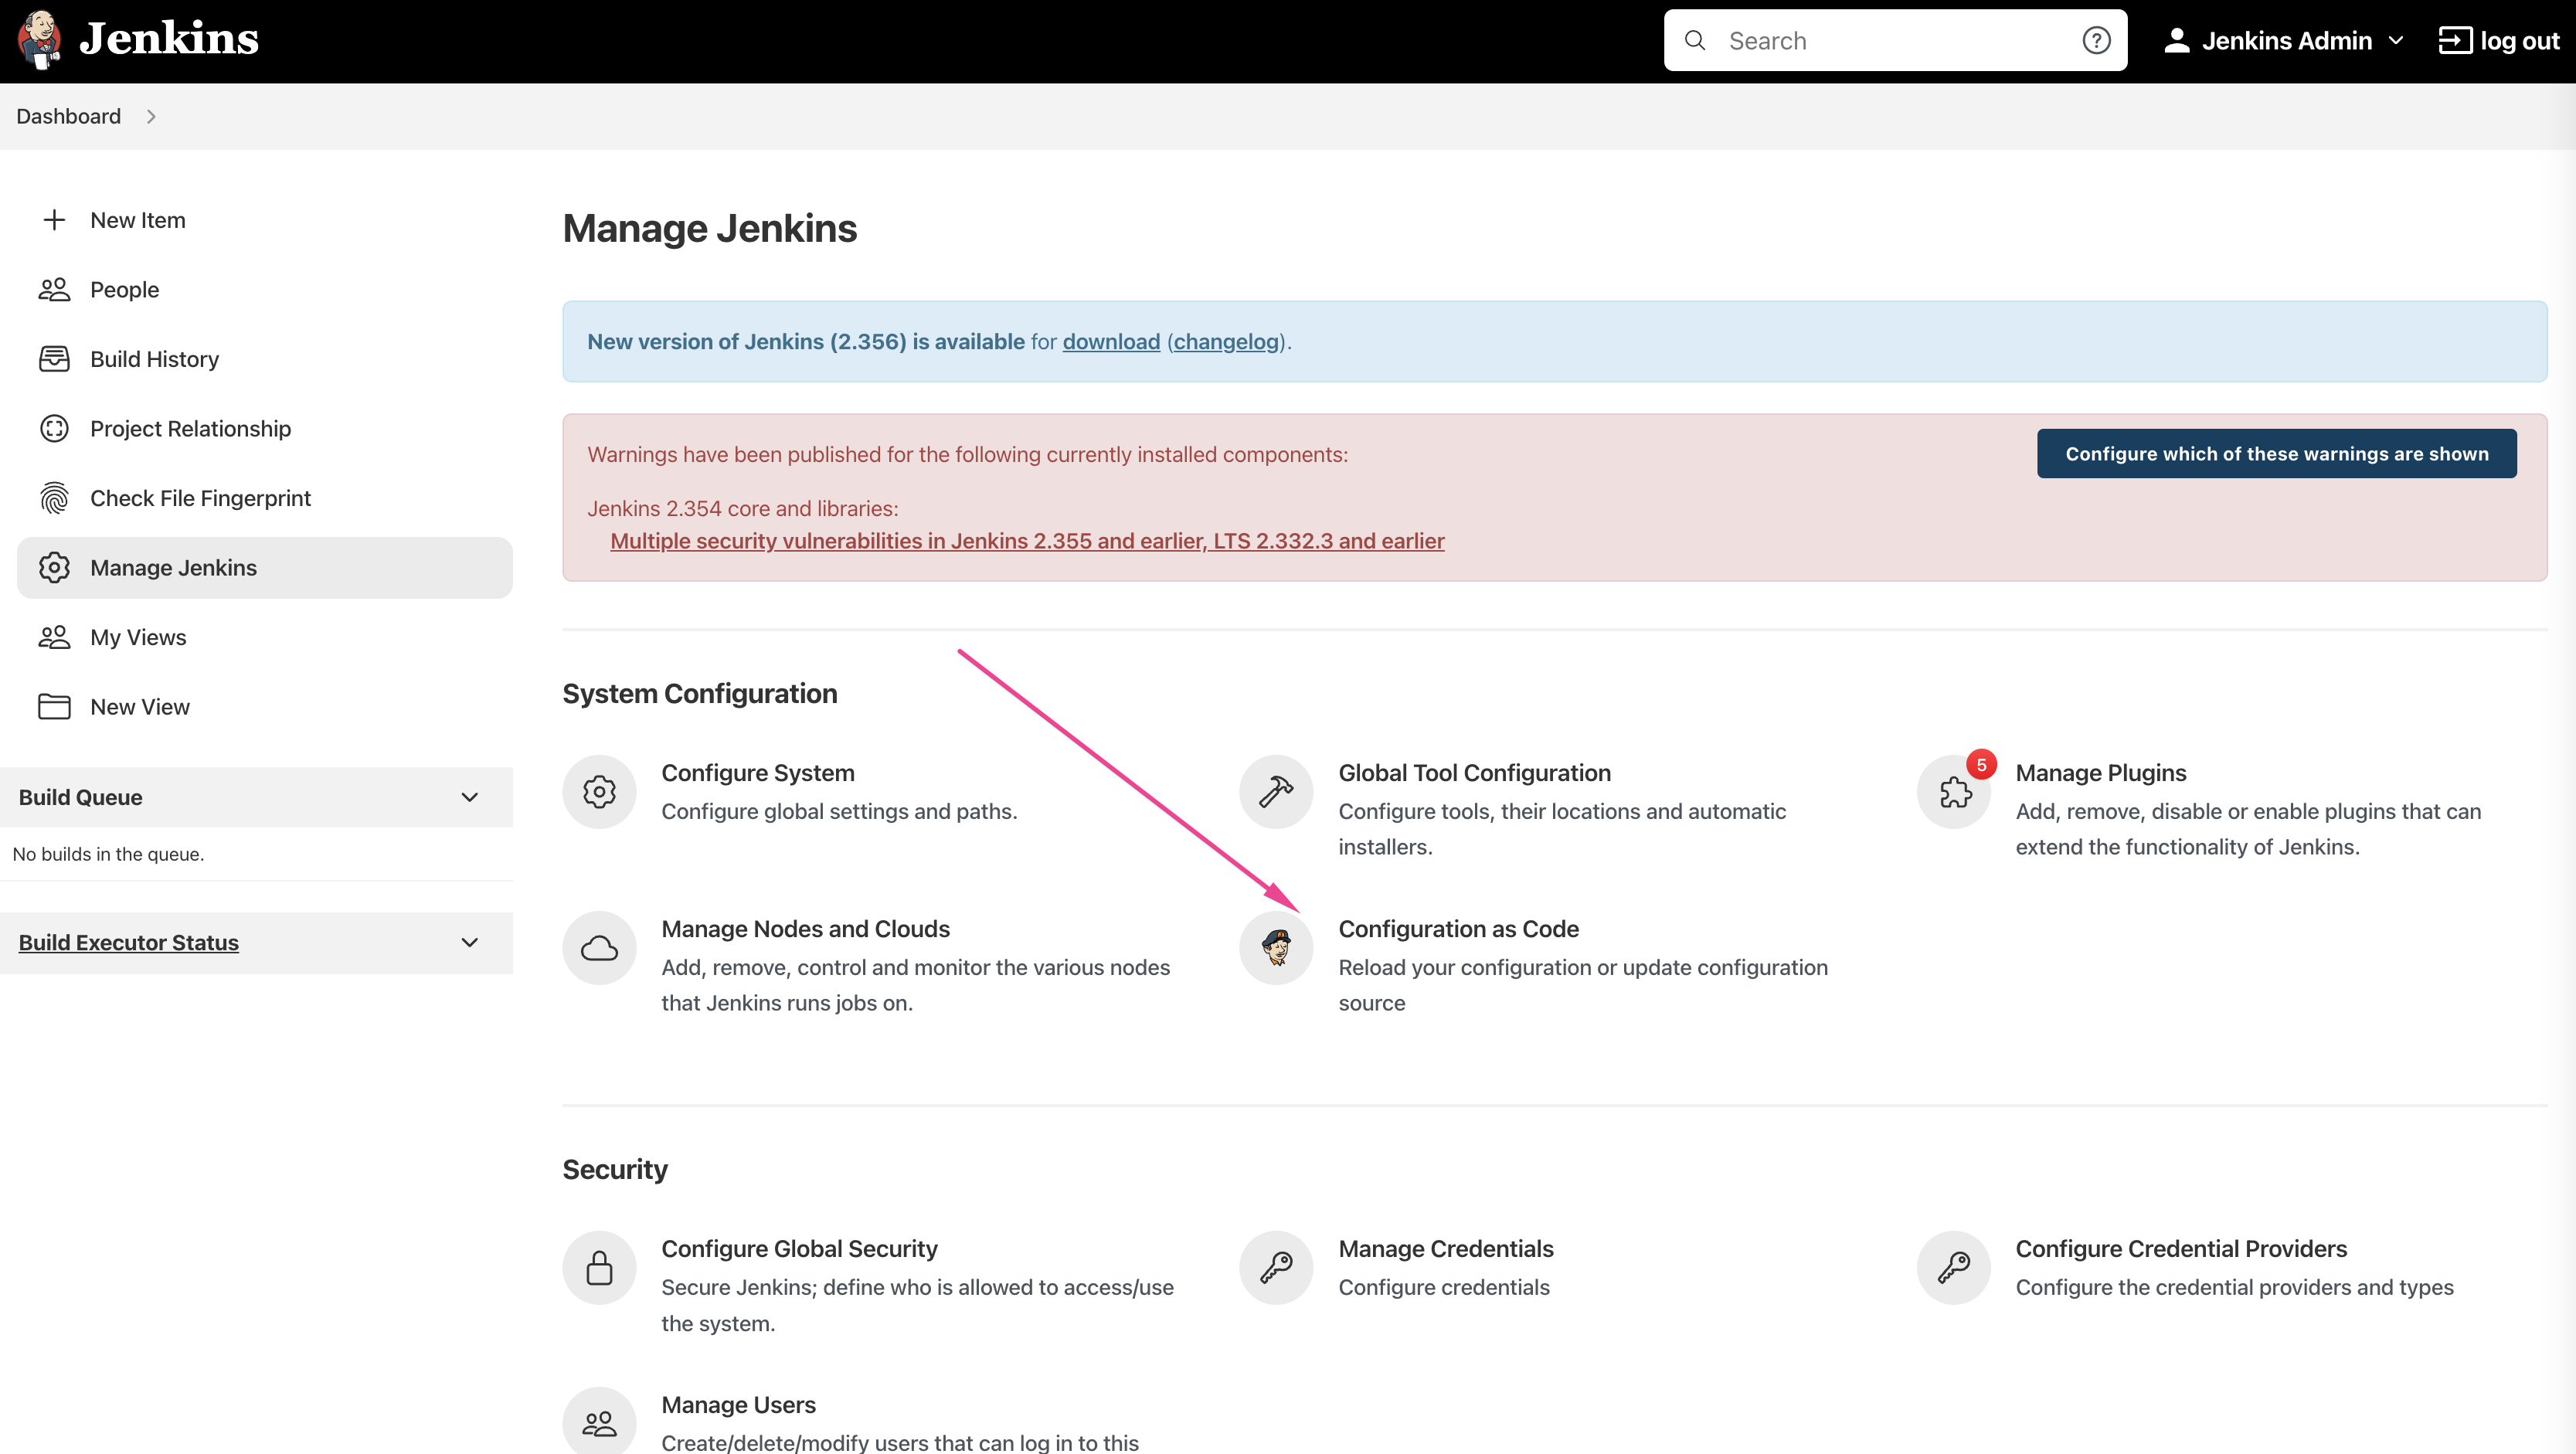 Jenkins
Search
Jenkins Admin
log out
Dashboard
New Item
People
Build History
Project Relationship
Check File Fingerprint
Manage Jenkins
My Views
New View
Build Queue
No builds in the queue.
Build Executor Status
Manage Jenkins
New version of Jenkins (2.356) is available for download (changelog).
Warnings have been published for the following currently installed components:
Configure which of these warnings are shown
Jenkins 2.354 core and libraries:
Multiple security vulnerabilities in Jenkins 2.355 and earlier, LTS 2.332.3 and earlier
System Configuration
Configure System
Configure global settings and paths.
Global Tool Configuration
Configure tools, their locations and automatic
installers.
5
Manage Plugins
Add, remove, disable or enable plugins that can
extend the functionality of Jenkins.
Manage Nodes and Clouds
Add, remove, control and monitor the various nodes
that Jenkins runs jobs on.
Configuration as Code
Reload your configuration or update configuration
source
Security
Configure Global Security
Secure Jenkins; define who is allowed to access/use
the system.
Manage Credentials
Configure credentials
Configure Credential Providers
Configure the credential providers and types
Manage Users
Create/delete/modify users that can log in to this